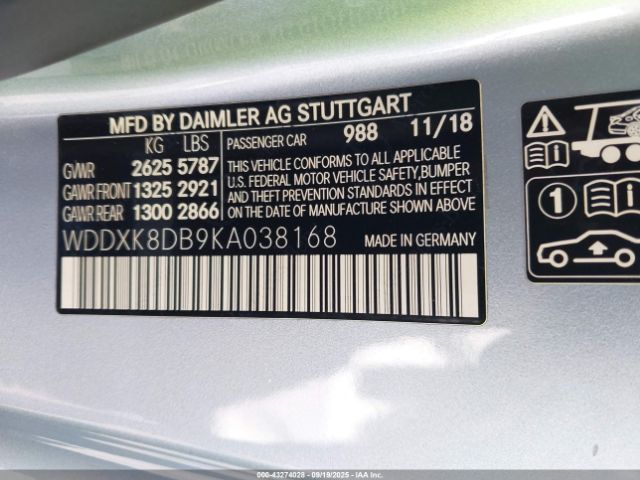 MFD BY DAIMLER AG STUTTGART
KG LBS
GVWR 2625 5787
GAWR FRONT 1325 2921
GAWR REAR 1300 2866
PASSENGER CAR 988 11/18
THIS VEHICLE CONFORMS TO ALL APPLICABLE
U.S. FEDERAL MOTOR VEHICLE SAFETY,BUMPER
AND THEFT PREVENTION STANDARDS IN EFFECT
ON THE DATE OF MANUFACTURE SHOWN ABOVE
WDDXK8DB9KA038168 MADE IN GERMANY
1
000-43274028 - 09/19/2025 - IAA, Inc.